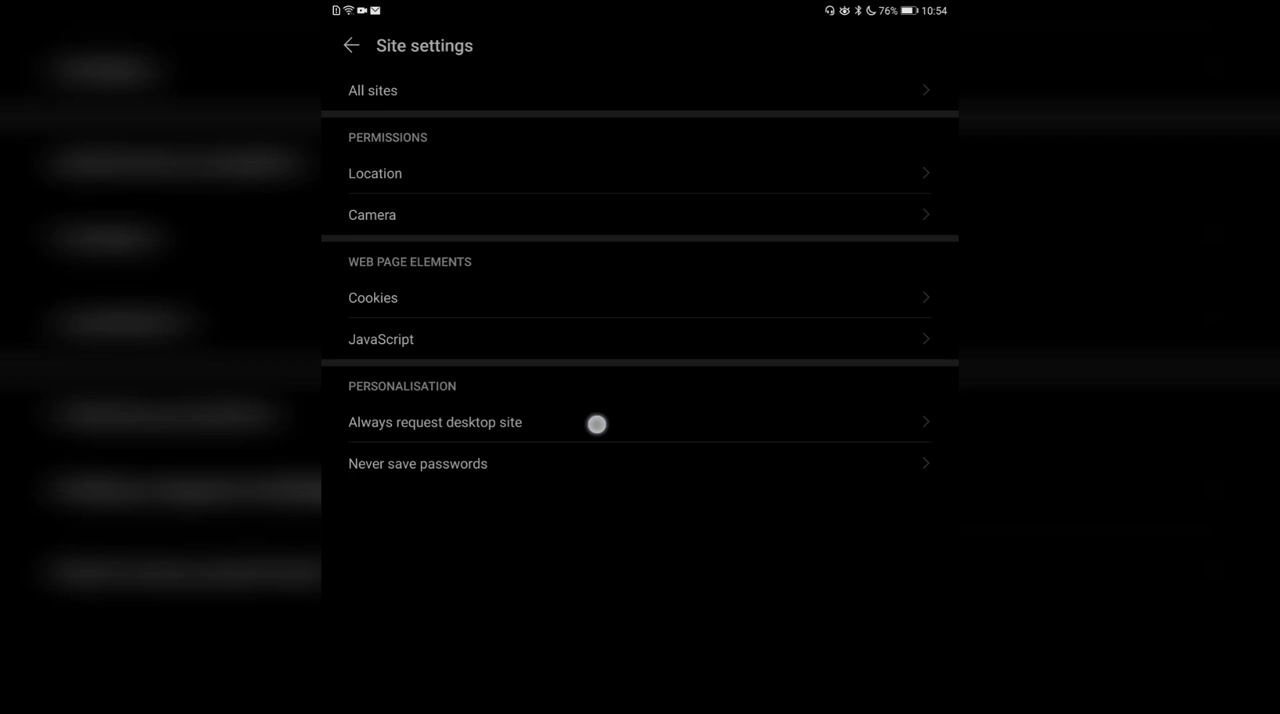 76% 10:54
Site settings
All sites
PERMISSIONS
Location
Camera
WEB PAGE ELEMENTS
Cookies
JavaScript
PERSONALISATION
Always request desktop site
Never save passwords